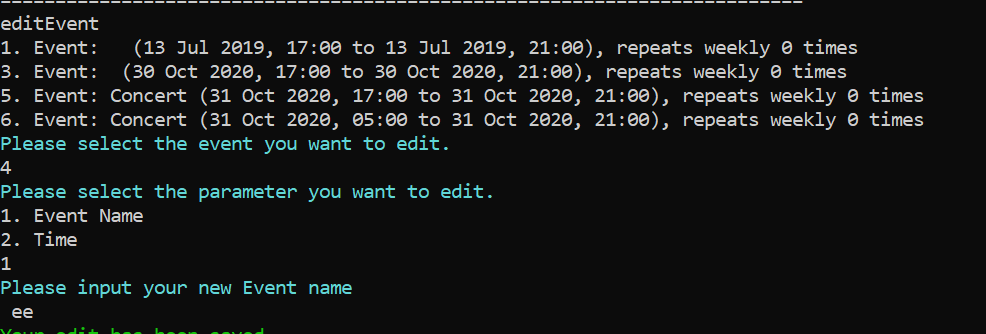 --------------------------------------------------------------------------
editEvent
1. Event:   (13 Jul 2019, 17:00 to 13 Jul 2019, 21:00), repeats weekly 0 times
3. Event:  (30 Oct 2020, 17:00 to 30 Oct 2020, 21:00), repeats weekly 0 times
5. Event: Concert (31 Oct 2020, 17:00 to 31 Oct 2020, 21:00), repeats weekly 0 times
6. Event: Concert (31 Oct 2020, 05:00 to 31 Oct 2020, 21:00), repeats weekly 0 times
Please select the event you want to edit.
4
Please select the parameter you want to edit.
1. Event Name
2. Time
1
Please input your new Event name
 ee
Your edit has been saved